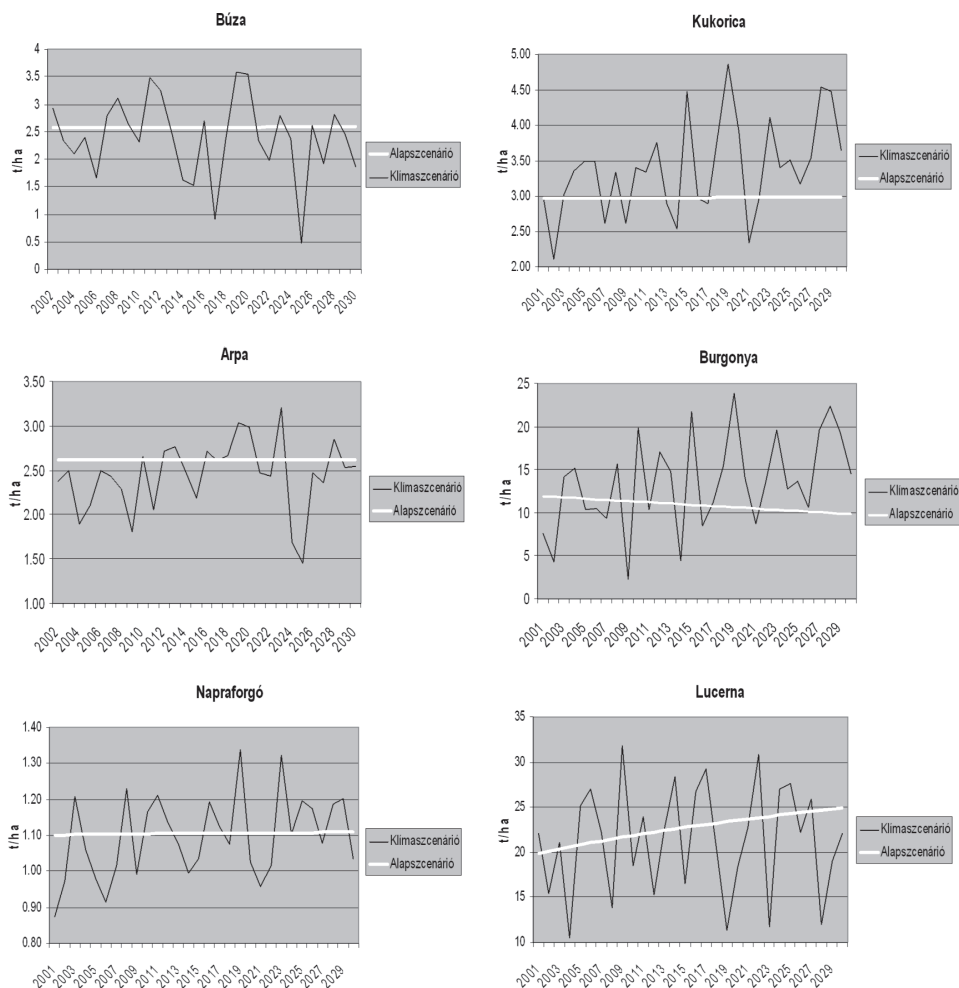 Búza
4
3.5
3
2.5
2
1.5
1
0.5
0
t/ha
2002 2004 2006 2008 2010 2012 2014 2016 2018 2020 2022 2024 2026 2028 2030
Alapszcenárió
Klímaszcenárió
Kukorica
5.00
4.50
4.00
3.50
3.00
2.50
2.00
t/ha
2001 2003 2005 2007 2009 2011 2013 2015 2017 2019 2021 2023 2025 2027 2029
Klímaszcenárió
Alapszcenárió
Arpa
3.50
3.00
2.50
2.00
1.50
1.00
t/ha
2002 2004 2006 2008 2010 2012 2014 2016 2018 2020 2022 2024 2026 2028 2030
Klímaszcenárió
Alapszcenárió
Burgonya
25
20
15
10
5
0
t/ha
2001 2003 2005 2007 2009 2011 2013 2015 2017 2019 2021 2023 2025 2027 2029
Klímaszcenárió
Alapszcenárió
Napraforgó
1.40
1.30
1.20
1.10
1.00
0.90
0.80
t/ha
2001 2003 2005 2007 2009 2011 2013 2015 2017 2019 2021 2023 2025 2027 2029
Klímaszcenárió
Alapszcenárió
Lucerna
35
30
25
20
15
10
t/ha
2001 2003 2005 2007 2009 2011 2013 2015 2017 2019 2021 2023 2025 2027 2029
Klímaszcenárió
Alapszcenárió